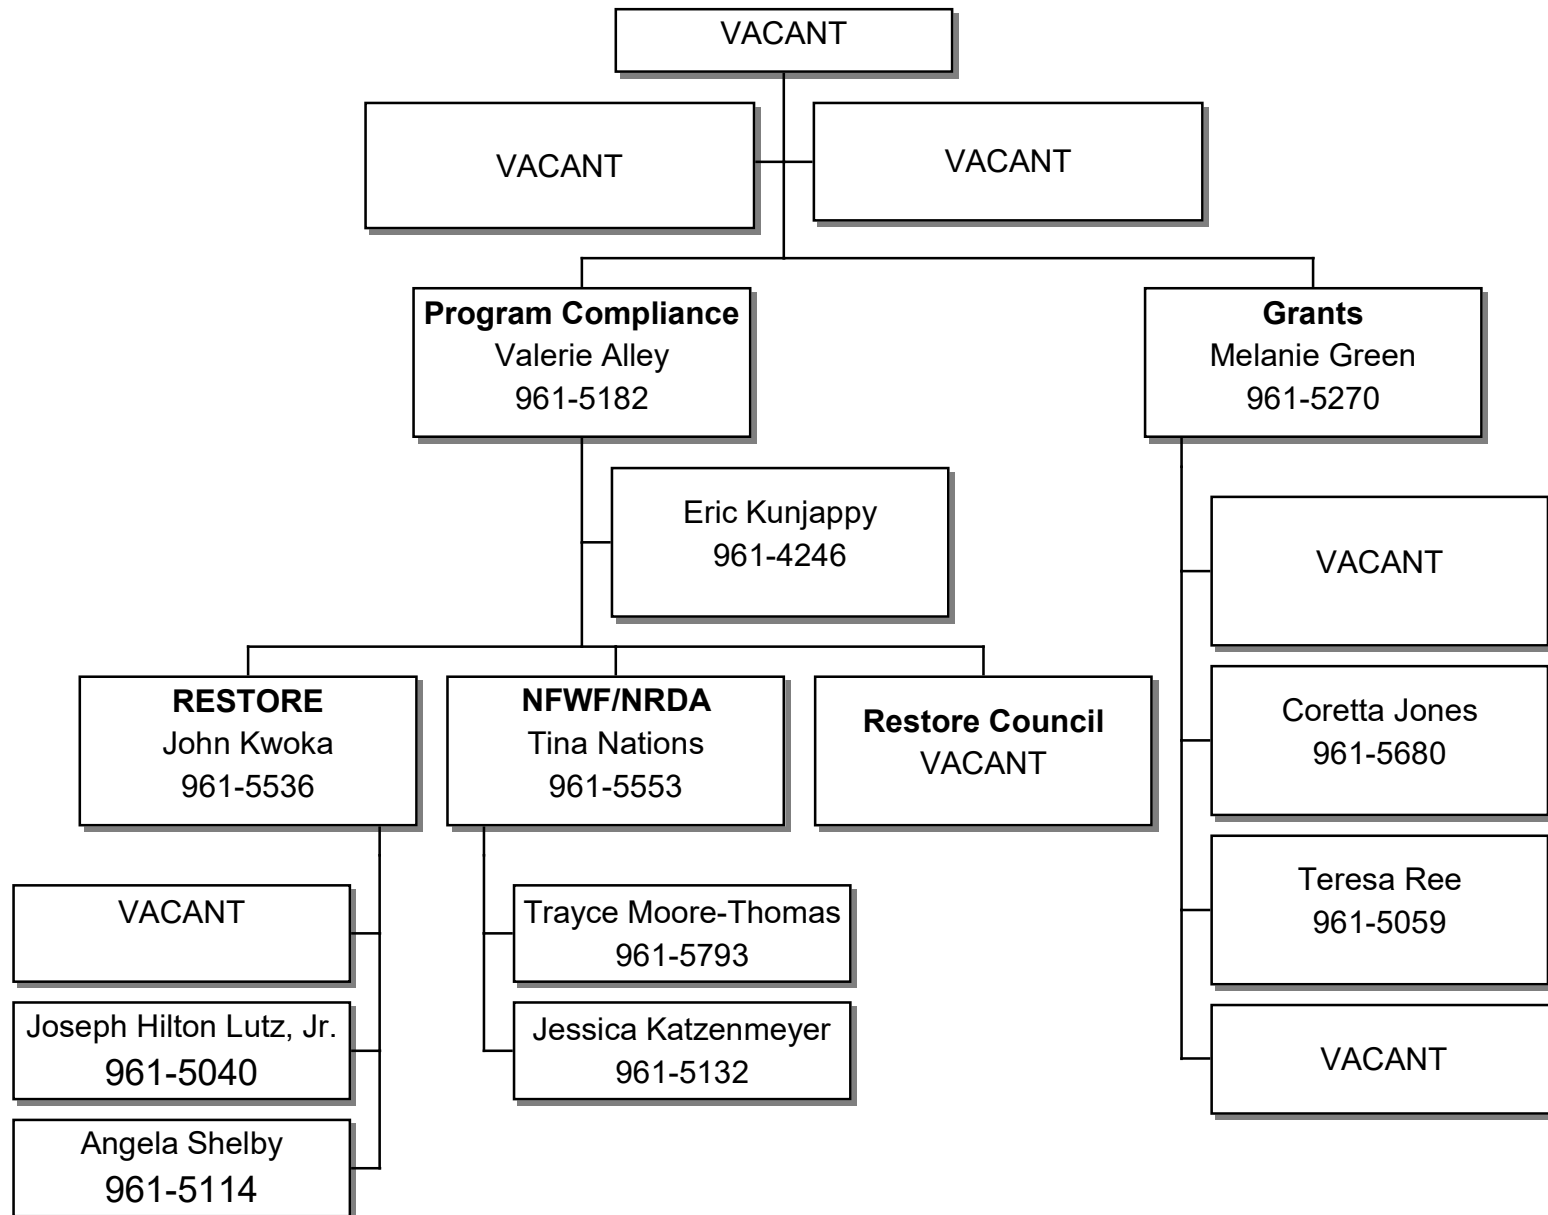 VACANT
VACANT
VACANT
Program Compliance
Valerie Alley
961-5182
Grants
Melanie Green
961-5270
Eric Kunjappy
961-4246
VACANT
Coretta Jones
961-5680
Teresa Ree
961-5059
VACANT
RESTORE
John Kwoka
961-5536
NFWF/NRDA
Tina Nations
961-5553
Restore Council
VACANT
VACANT
Joseph Hilton Lutz, Jr.
961-5040
Angela Shelby
961-5114
Trayce Moore-Thomas
961-5793
Jessica Katzenmeyer
961-5132